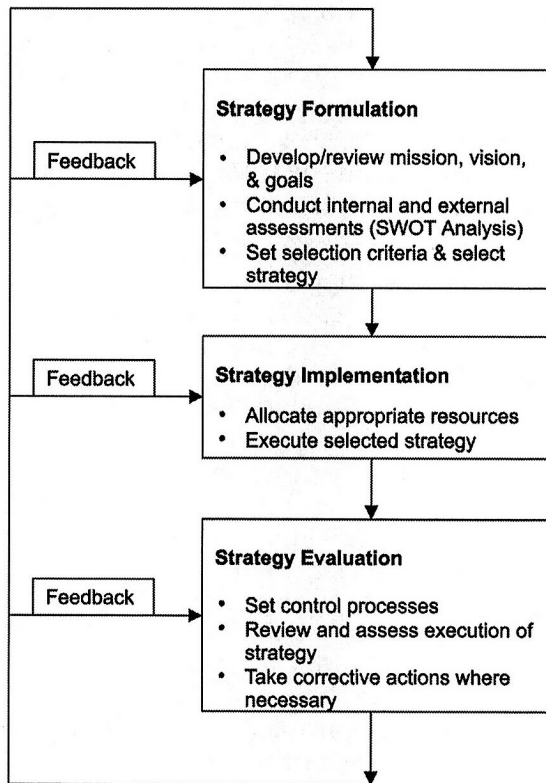 Strategy Formulation
Feedback
• Develop/review mission, vision,
& goals
• Conduct internal and external
assessments (SWOT Analysis)
• Set selection criteria & select
strategy
Feedback
Strategy Implementation
• Allocate appropriate resources
• Execute selected strategy
Strategy Evaluation
Feedback
• Set control processes
• Review and assess execution of
strategy
• Take corrective actions where
necessary